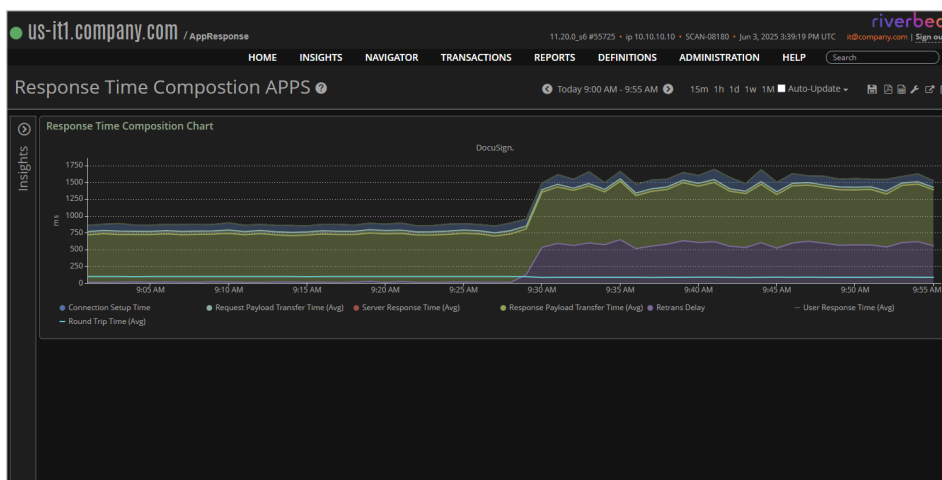 us-it1.company.com / AppResponse
riverbed
11.20.0_s6 #55725 • ip 10.10.10.10 • SCAN-08180 • Jun 3, 2025 3:39:19 PM UTC it@company.com | Sign ou
HOME INSIGHTS NAVIGATOR TRANSACTIONS REPORTS DEFINITIONS ADMINISTRATION HELP Search
Response Time Compostion APPS
Today 9:00 AM - 9:55 AM 15m 1h 1d 1w 1M Auto-Update
Insights
Response Time Composition Chart
DocuSign.
ms
1750
1500
1250
1000
750
500
250
0
9:05 AM 9:10 AM 9:15 AM 9:20 AM 9:25 AM 9:30 AM 9:35 AM 9:40 AM 9:45 AM 9:50 AM 9:55 AM
Connection Setup Time Request Payload Transfer Time (Avg) Server Response Time (Avg) Response Payload Transfer Time (Avg) Retrans Delay User Response Time (Avg)
Round Trip Time (Avg)